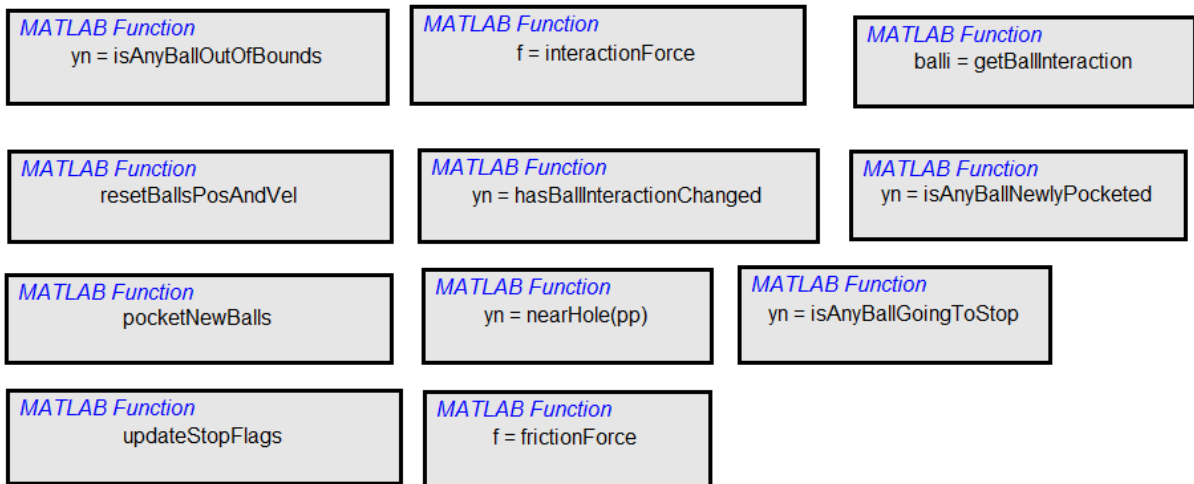 MATLAB Function
yn = isAnyBallOutOfBounds
MATLAB Function
f = interactionForce
MATLAB Function
balli = getBallInteraction
MATLAB Function
resetBallsPosAndVel
MATLAB Function
yn = hasBallInteractionChanged
MATLAB Function
yn = isAnyBallNewlyPocketed
MATLAB Function
pocketNewBalls
MATLAB Function
yn = nearHole(pp)
MATLAB Function
yn = isAnyBallGoingToStop
MATLAB Function
updateStopFlags
MATLAB Function
f = frictionForce